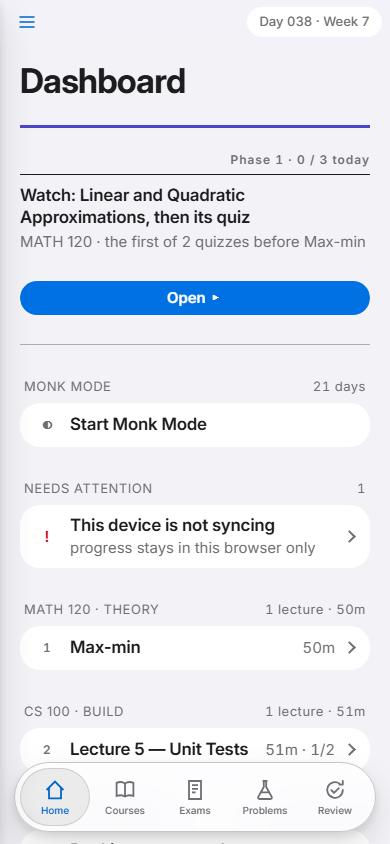 Day 038 · Week 7
Dashboard
Phase 1 · 0 / 3 today
Watch: Linear and Quadratic
Approximations, then its quiz
MATH 120 · the first of 2 quizzes before Max-min
Open
MONK MODE 21 days
Start Monk Mode
NEEDS ATTENTION 1
! This device is not syncing
progress stays in this browser only
MATH 120 · THEORY 1 lecture · 50m
1 Max-min 50m
CS 100 · BUILD 1 lecture · 51m
2 Lecture 5 — Unit Tests 51m · 1/2
Home Courses Exams Problems Review